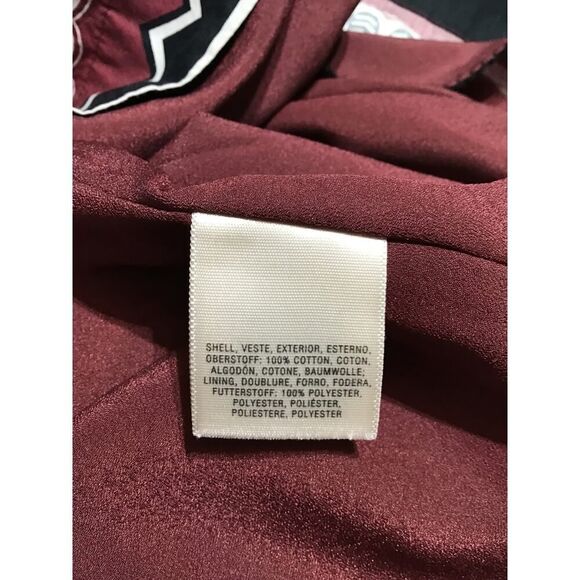 SHELL, VESTE, EXTERIOR, ESTERNO,
OBERSTOFF: 100% COTTON, COTON,
ALGODÓN, COTONE, BAUMWOLLE;
LINING, DOUBLURE, FORRO, FODERA,
FUTTERSTOFF: 100% POLYESTER,
POLYESTER, POLIÉSTER,
POLIESTERE, POLYESTER